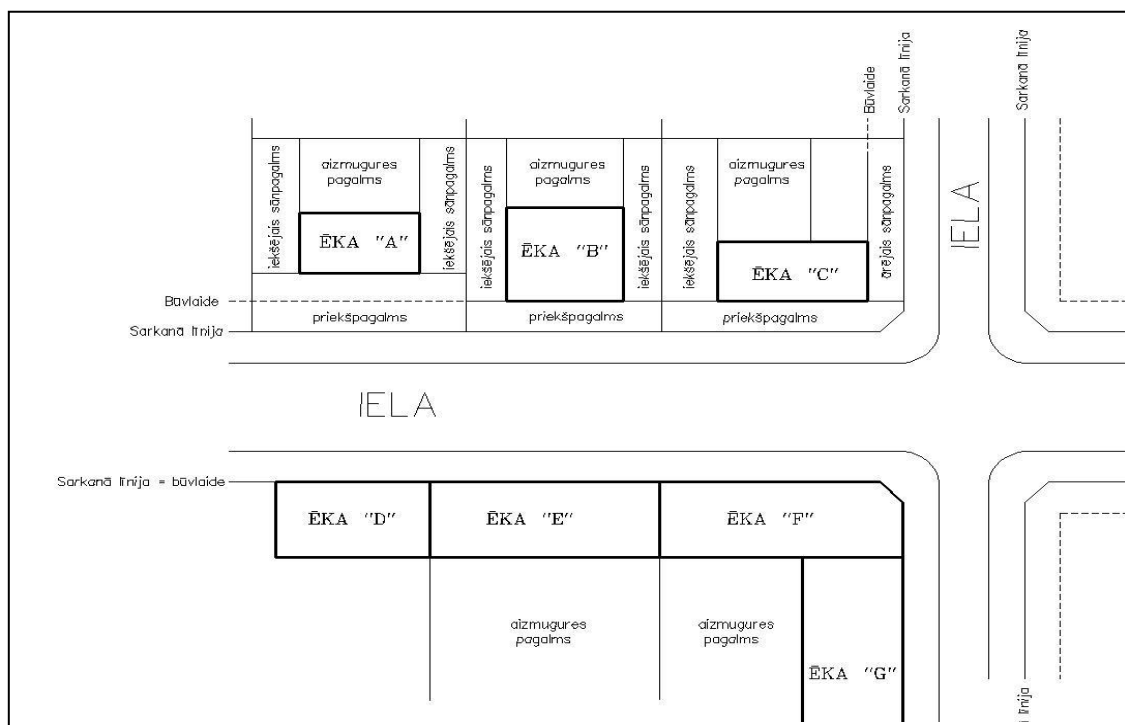 Būvlaide
Sarkanā līnija
Sarkanā līnija
iekšējais sānpagalms
aizmugures
pagalms
iekšējais sānpagalms
iekšējais sānpagalms
aizmugures
pagalms
iekšējais sānpagalms
iekšējais sānpagalms
aizmugures
pagalms
ārējais sānpagalms
IELA
ĒKA "A"
ĒKA "B"
ĒKA "C"
Būvlaide
priekšpagalms
priekšpagalms
priekšpagalms
Sarkanā līnija
IELA
Sarkanā līnija = būvlaide
ĒKA "D"
ĒKA "E"
ĒKA "F"
aizmugures
pagalms
aizmugures
pagalms
ĒKA "G"
līnija